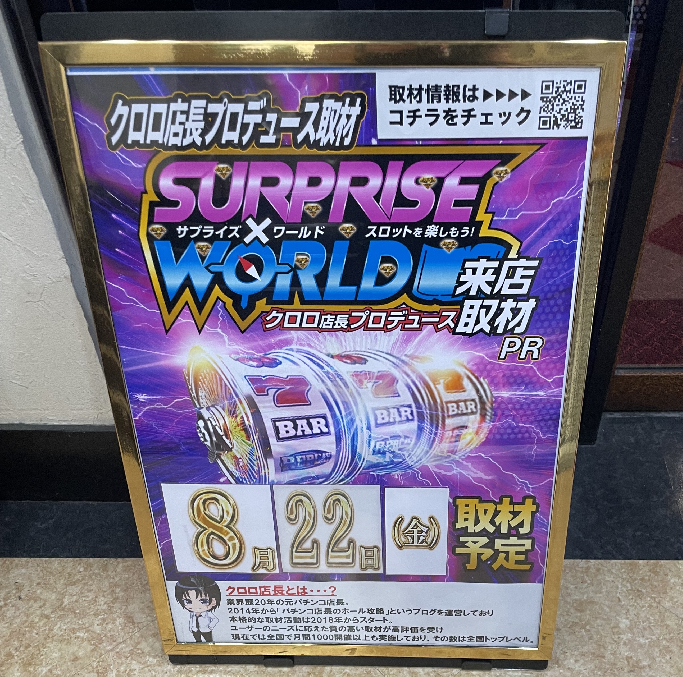 取材情報は▶▶▶▶
コチラをチェック
クロロ店長プロデュース取材
SURPRISE
サプライズ×ワールド スロットを楽しもう!
WORLD
来店
取材
クロロ店長プロデュース
PR
7 7 7
BAR BAR BAR
8月22日(金)
取材
予定
クロロ店長とは・・・?
業界歴20年の元パチンコ店長。
2014年から「パチンコ店長のホール攻略」というブログを運営しており
本格的な取材活動は2018年からスタート。
ユーザーのニーズに応えた質の高い取材が高評価を受け
現在では全国で月間1000開催以上も実施しており、その数は全国トップレベル。